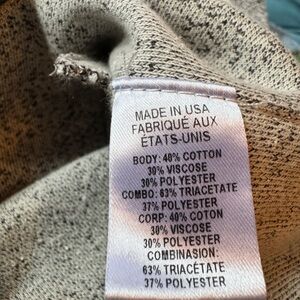 MADE IN USA
FABRIQUÉ AUX
ÉTATS-UNIS
BODY: 40% COTTON
30% VISCOSE
30% POLYESTER
COMBO: 63% TRIACETATE
37% POLYESTER
CORP: 40% COTON
30% VISCOSE
30% POLYESTER
COMBINASION:
63% TRIACÉTATE
37% POLYESTER